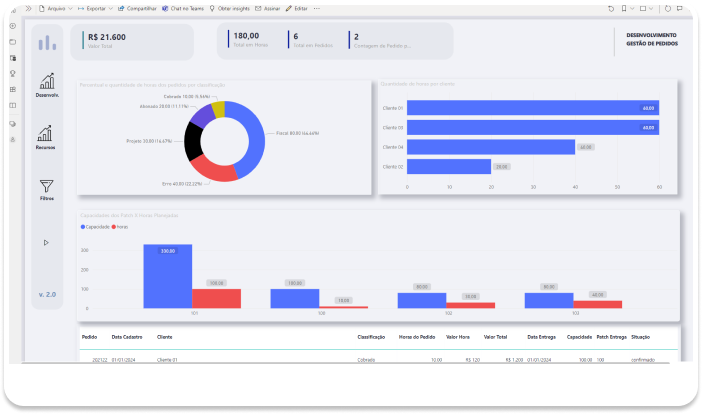 Arquivo
Exportar
Compartilhar
Chat no Teams
Obter insights
Assinar
Editar
R$ 21.600
Valor Total
180,00
Total em Horas
6
Total em Pedidos
2
Contagem de Pedido p...
DESENVOLVIMENTO
GESTÃO DE PEDIDOS
Desenvolv.
Recursos
Filtros
v. 2.0
Percentual e quantidade de horas dos pedidos por classificação
Cobrado 10.00 (5.56%)
Fiscal 80.00 (44.44%)
Projeto 30.00 (16.67%)
Erro 40.00 (22.22%)
Quantidade de horas por cliente
Cliente 01
60.00
Cliente 03
60.00
Cliente 04
40.00
Cliente 02
20.00
0 10 20 30 40 50 60
Capacidades dos Patch X Horas Planejadas
Capacidade horas
300
200
100
0
330.00
100.00
100.00
10.00
80.00
30.00
80.00
40.00
101
100
102
103
Pedido Data Cadastro Cliente Classificação Horas do Pedido Valor Hora Valor Total Data Entrega Capacidade Patch Entrega Situação
202122 01/01/2024 Cliente 01 Cobrado 10.00 R$ 120 R$ 1.200 01/01/2024 100.00 100 confirmado